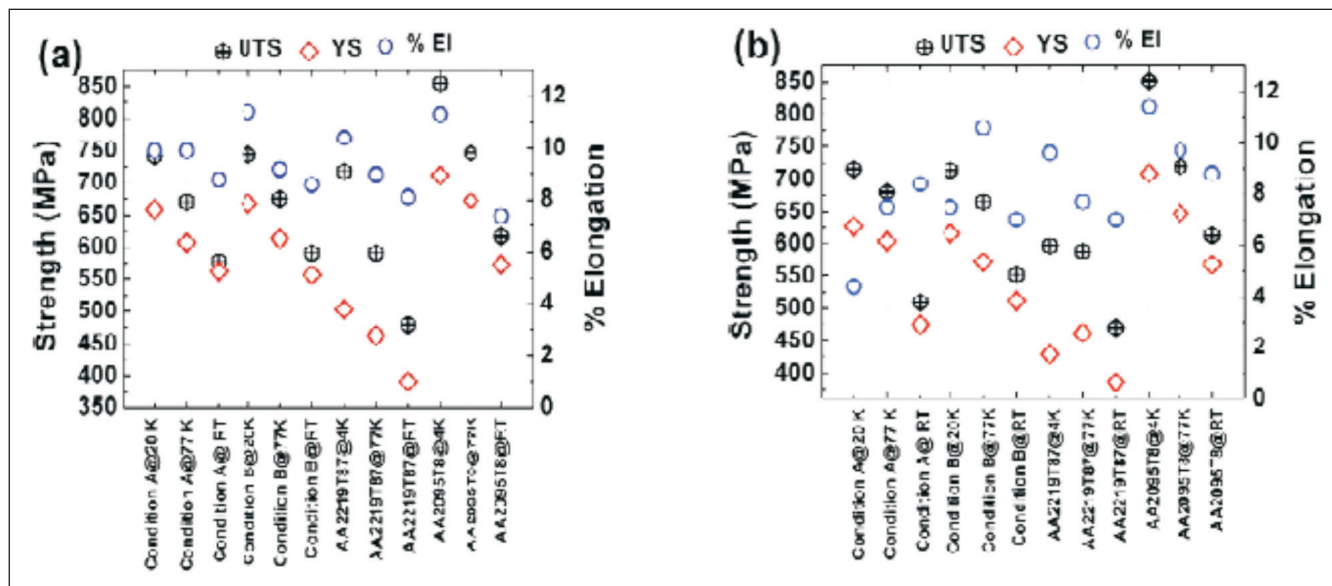 (a)
UTS YS % El
Strength (MPa)
850
800
750
700
650
600
550
500
450
400
350
% Elongation
12
10
8
6
4
2
0
Condition A@20K
Condition A@77 K
Condition A@ RT
Condition B@20K
Condition B@77K
Condition B@RT
AA2219T87@4K
AA2219T87@77K
AA2219T87@RT
AA2095T8@4K
@77K
AA2095T8@RT
(b)
UTS YS % El
Strength (MPa)
850
800
750
700
650
600
550
500
450
400
% Elongation
12
10
8
6
4
2
0
Condition A@20 K
Condition A@77 K
Condition A@ RT
Condition B@20K
Condition B@77K
Condition B@RT
AA2219T87@4K
AA2219T87@77K
AA2219T87@RT
AA2095T8@4K
AA2095T8@77K
AA2095T8@RT